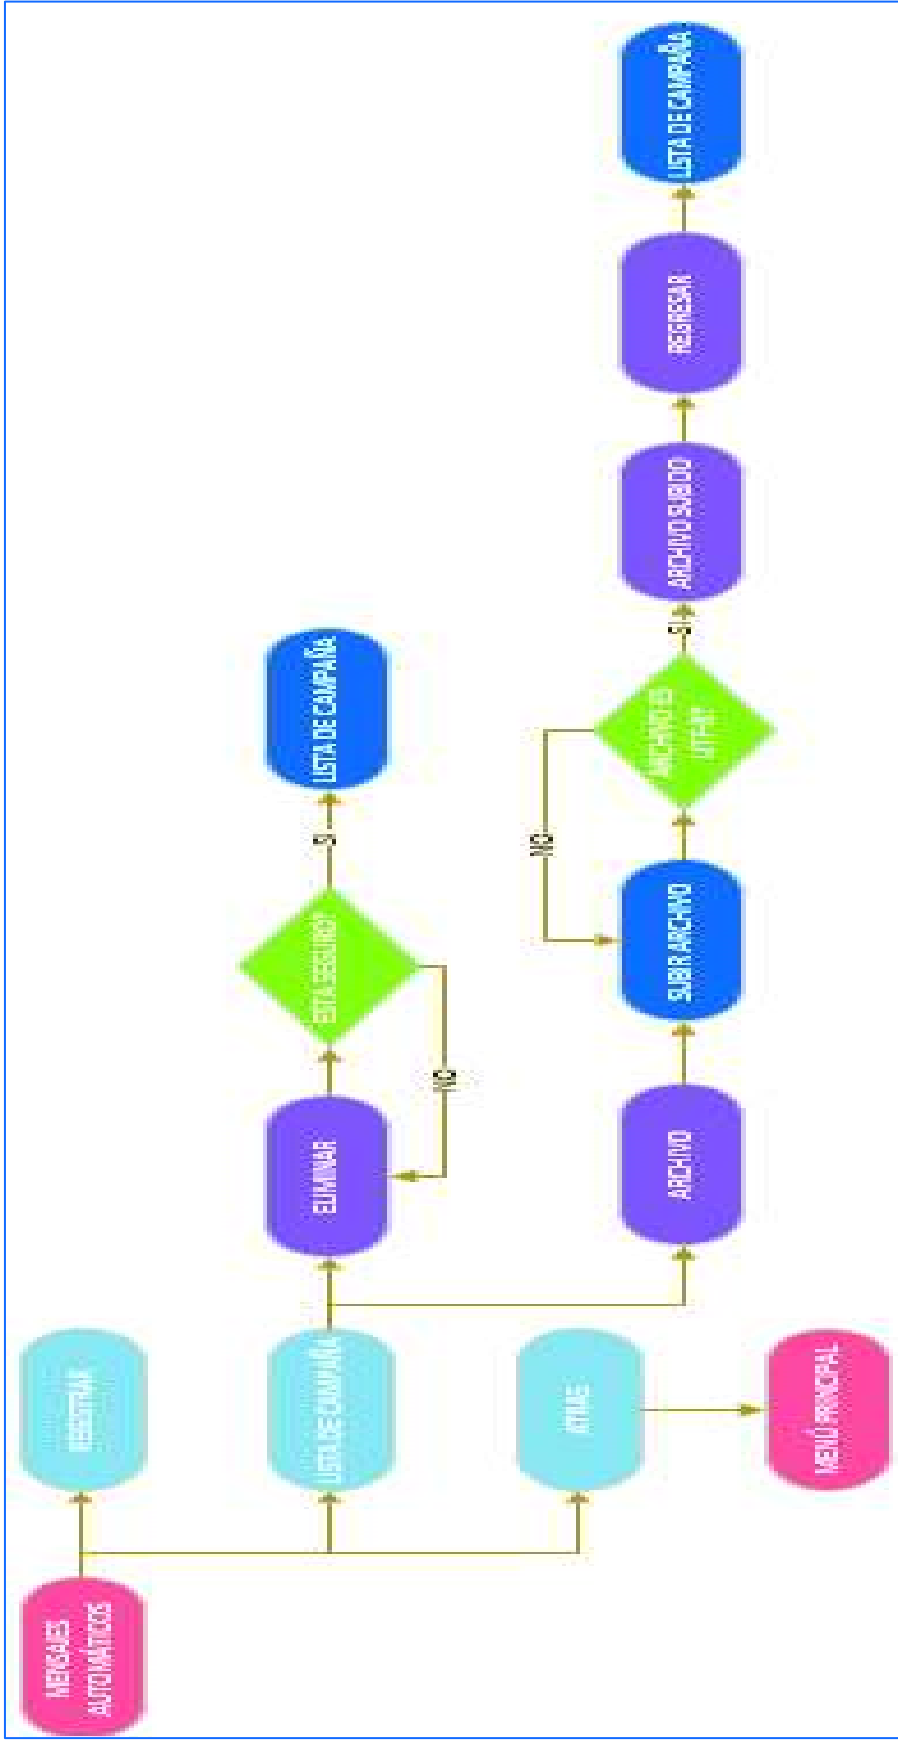 MENSAJES
AUTOMÁTICOS
REGISTRAR
LISTA DE CAMPAÑA
ATRAS
MENÚ PRINCIPAL
ELIMINAR
ESTA SEGURO?
NO
SI
LISTA DE CAMPAÑA
ARCHIVO
SUBIR ARCHIVO
ARCHIVO ES
UTF-8?
NO
SI
ARCHIVO SUBIDO
REGRESAR
LISTA DE CAMPAÑA